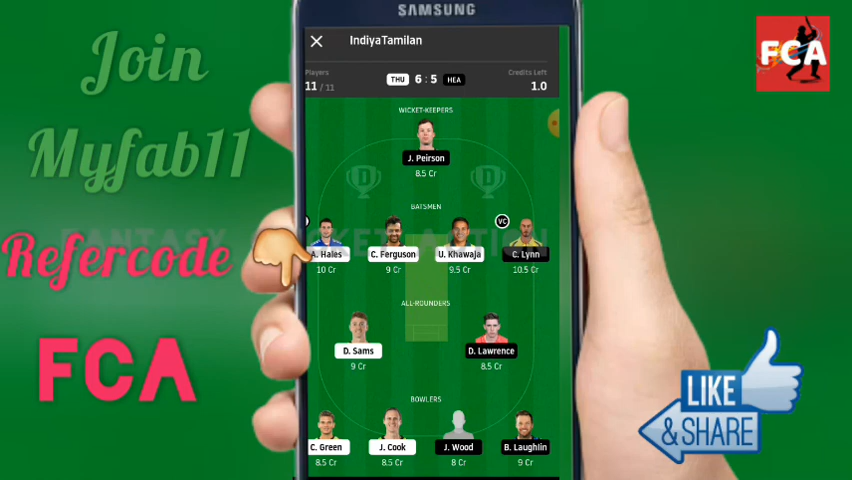 SAMSUNG
Join
Myfab11
Refercode
FCA
FCA
IndiyaTamilan
Players
11 / 11
THU 6 : 5 HEA
Credits Left
1.0
WICKET-KEEPERS
J. Peirson
8.5 Cr
FANTASY CRICKET ACTION
BATSMEN
VC
A. Hales C. Ferguson U. Khawaja C. Lynn
10 Cr 9 Cr 9.5 Cr 10.5 Cr
ALL-ROUNDERS
D. Sams D. Lawrence
9 Cr 8.5 Cr
BOWLERS
C. Green J. Cook J. Wood B. Laughlin
8.5 Cr 8.5 Cr 8 Cr 9 Cr
LIKE
& SHARE